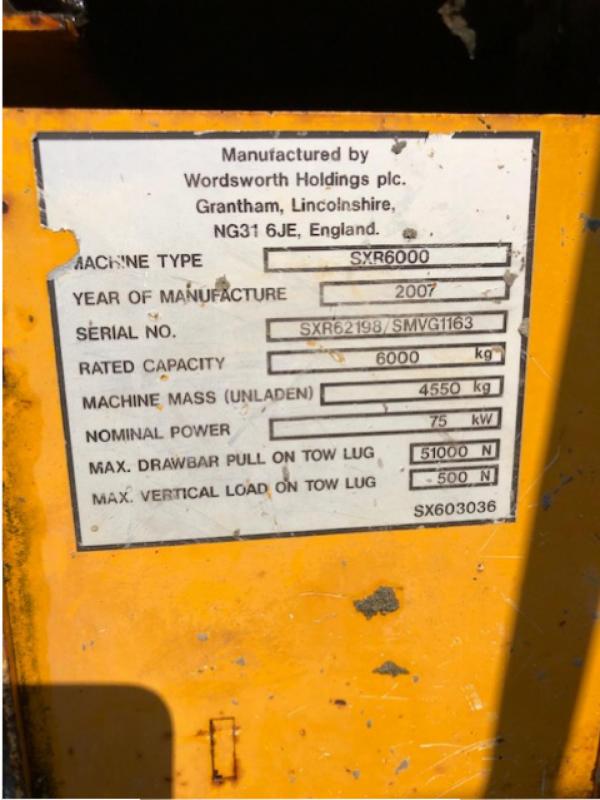 Manufactured by
Wordsworth Holdings plc.
Grantham, Lincolnshire,
NG31 6JE, England.
MACHINE TYPE SXR6000
YEAR OF MANUFACTURE 2007
SERIAL NO. SXR62198/SMVG1163
RATED CAPACITY 6000 kg
MACHINE MASS (UNLADEN) 4550 kg
NOMINAL POWER 75 kW
MAX. DRAWBAR PULL ON TOW LUG 51000 N
MAX. VERTICAL LOAD ON TOW LUG 500 N
SX603036